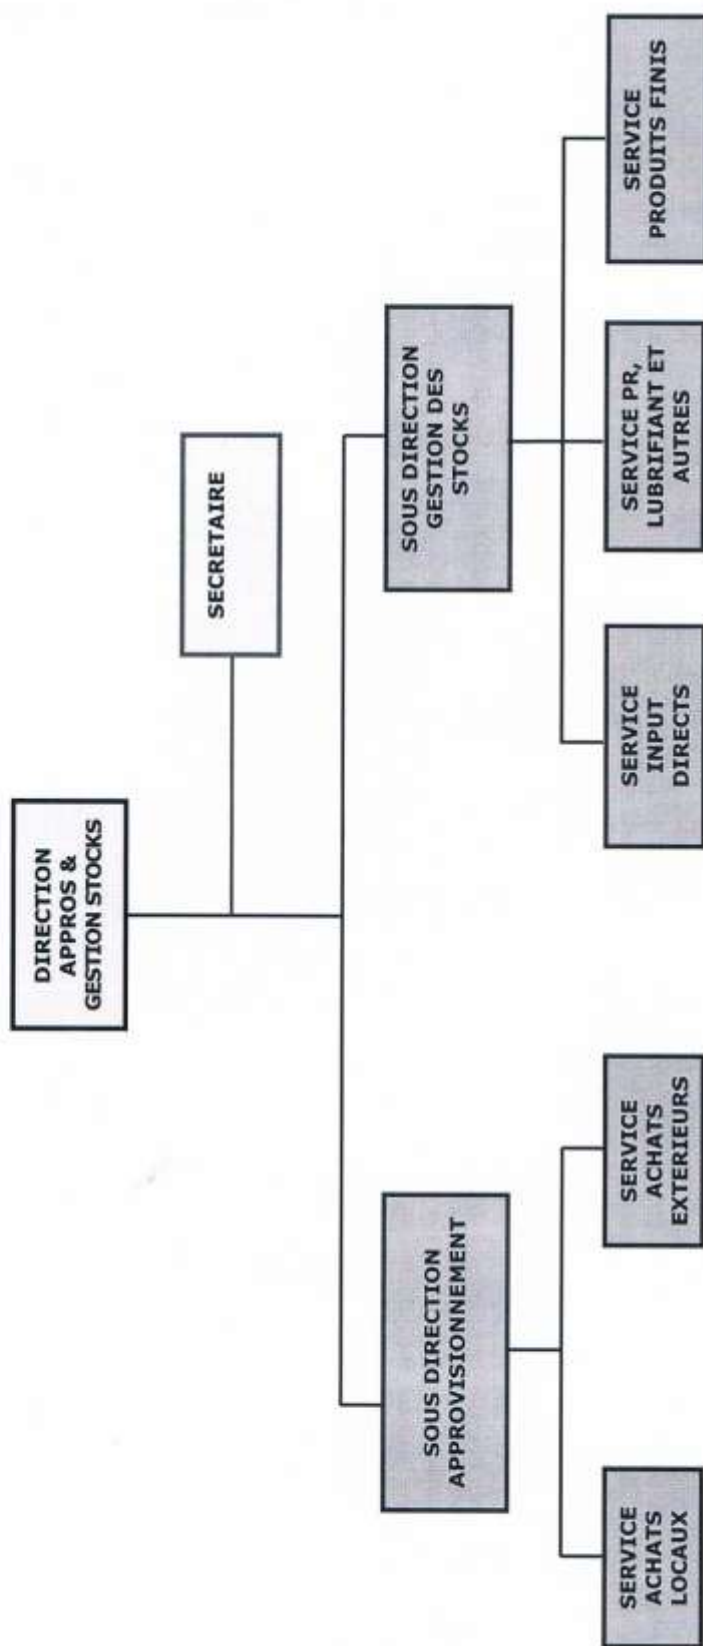 DIRECTION
APPROS &
GESTION STOCKS
SECRETAIRE
SOUS DIRECTION
APPROVISIONNEMENT
SOUS DIRECTION
GESTION DES
STOCKS
SERVICE
ACHATS
LOCAUX
SERVICE
ACHATS
EXTERIEURS
SERVICE
INPUT
DIRECTS
SERVICE PR,
LUBRIFIANT ET
AUTRES
SERVICE
PRODUITS FINIS